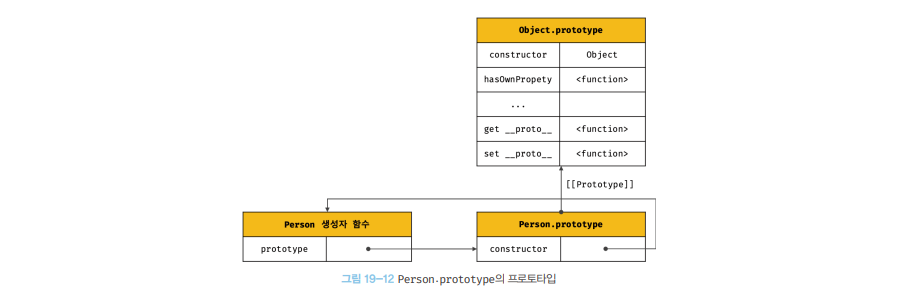 Object.prototype
constructor Object
hasOwnPropety <function>
...
get __proto__ <function>
set __proto__ <function>
[[Prototype]]
Person 생성자 함수
prototype
Person.prototype
constructor
그림 19-12 Person.prototype의 프로토타입